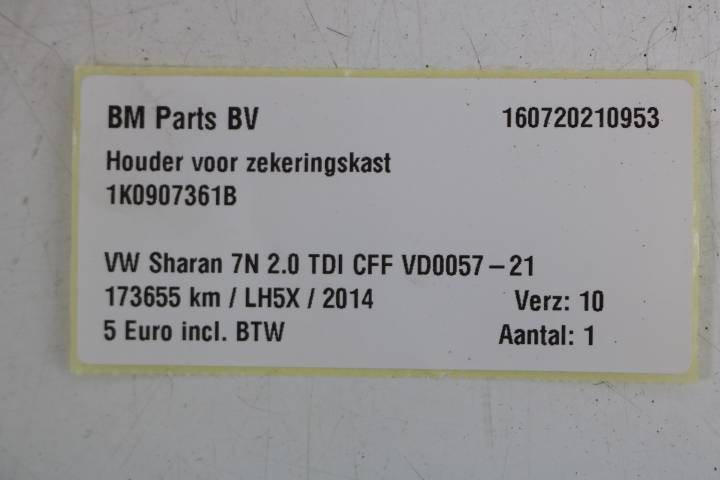 BM Parts BV 160720210953
Houder voor zekeringskast
1K0907361B
VW Sharan 7N 2.0 TDI CFF VD0057-21
173655 km / LH5X / 2014 Verz: 10
5 Euro incl. BTW Aantal: 1